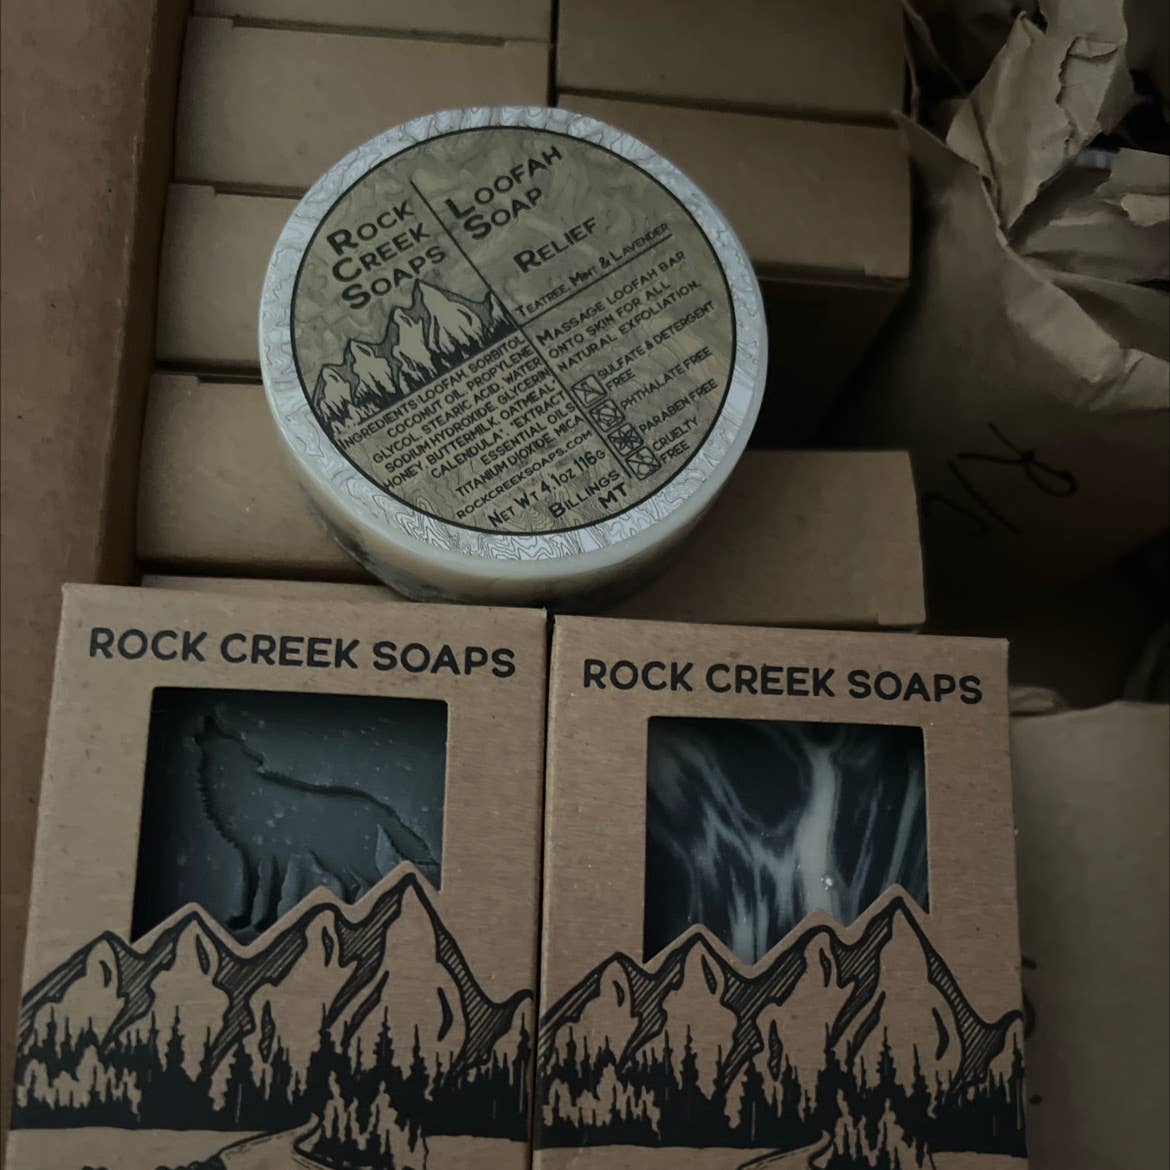 ROCK
CREEK
SOAPS
LOOFAH
SOAP
RELIEF
TEATREE, MINT & LAVENDER
MASSAGE LOOFAH BAR
ONTO SKIN FOR ALL
NATURAL EXFOLIATION.
SULFATE & DETERGENT
FREE
PHTHALATE FREE
PARABEN FREE
CRUELTY
FREE
INGREDIENTS: LOOFAH, SORBITOL,
COCONUT OIL, PROPYLENE
GLYCOL, STEARIC ACID, WATER,
SODIUM HYDROXIDE, GLYCERIN,
HONEY, BUTTERMILK, OATMEAL*,
CALENDULA* EXTRACT,
ESSENTIAL OILS,
TITANIUM DIOXIDE, MICA
ROCKCREEKSOAPS.COM
NET WT 4.1OZ 116G
BILLINGS
MT
ROCK CREEK SOAPS
ROCK CREEK SOAPS